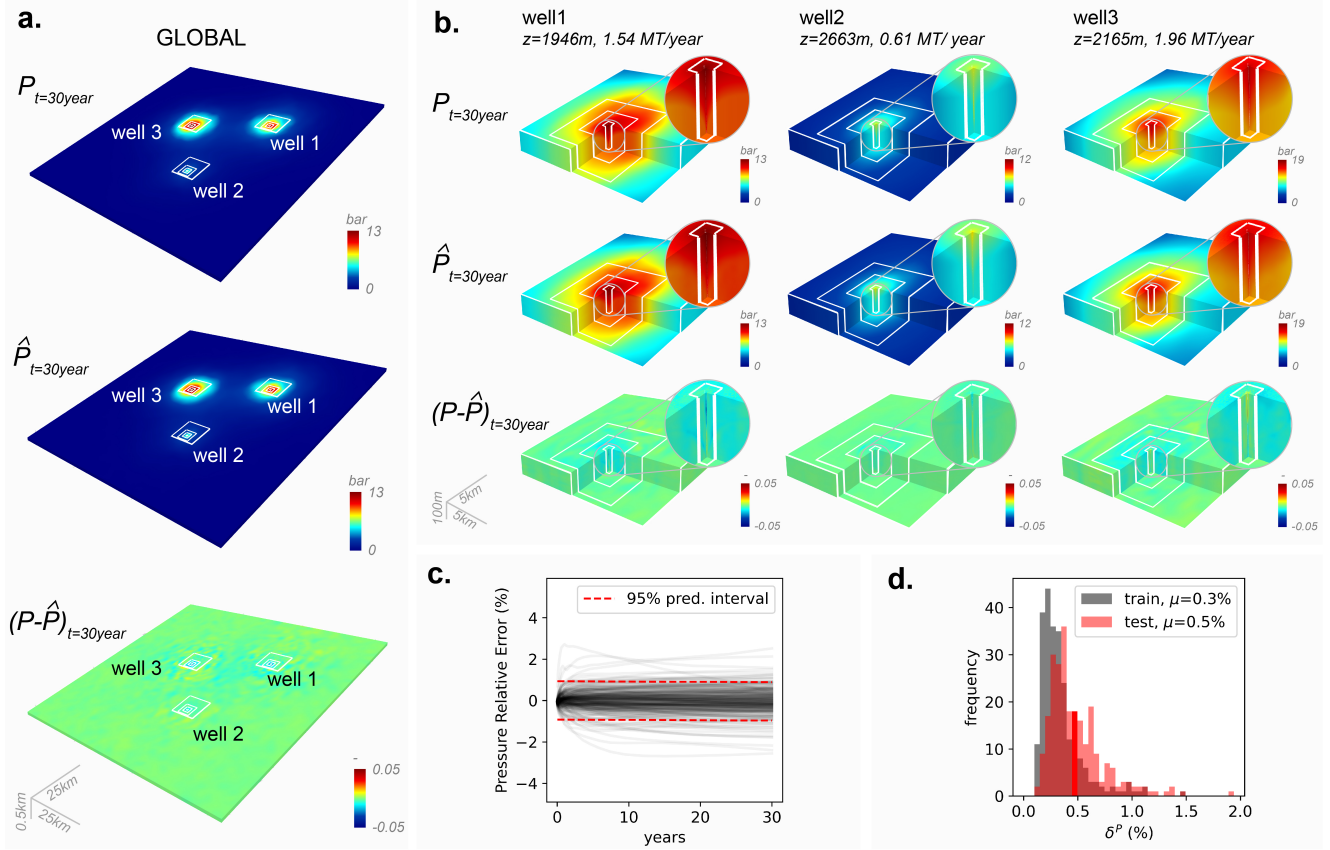 a.
GLOBAL
P t=30year
well 3
well 1
well 2
bar
13
0
P̂ t=30year
well 3
well 1
well 2
bar
13
0
(P-P̂) t=30year
well 3
well 1
well 2
-
0.05
-0.05
0.5km
25km
25km
b.
well1
z=1946m, 1.54 MT/year
well2
z=2663m, 0.61 MT/ year
well3
z=2165m, 1.96 MT/year
P t=30year
bar
13
0
bar
12
0
bar
19
0
P̂ t=30year
bar
13
0
bar
12
0
bar
19
0
(P-P̂) t=30year
-
0.05
-0.05
-
0.05
-0.05
-
0.05
-0.05
100m
5km
5km
c.
95% pred. interval
Pressure Relative Error (%)
4
2
0
−2
−4
0
10
20
30
years
d.
train, μ=0.3%
test, μ=0.5%
frequency
40
30
20
10
0
0.0
0.5
1.0
1.5
2.0
δᴾ (%)